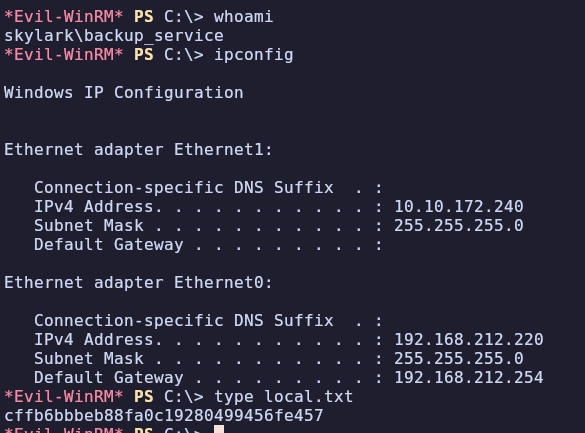 *Evil-WinRM* PS C:\> whoami
skylark\backup_service
*Evil-WinRM* PS C:\> ipconfig
Windows IP Configuration
Ethernet adapter Ethernet1:
   Connection-specific DNS Suffix  . :
   IPv4 Address. . . . . . . . . . . : 10.10.172.240
   Subnet Mask . . . . . . . . . . . : 255.255.255.0
   Default Gateway . . . . . . . . . :
Ethernet adapter Ethernet0:
   Connection-specific DNS Suffix  . :
   IPv4 Address. . . . . . . . . . . : 192.168.212.220
   Subnet Mask . . . . . . . . . . . : 255.255.255.0
   Default Gateway . . . . . . . . . : 192.168.212.254
*Evil-WinRM* PS C:\> type local.txt
cffb6bbbeb88fa0c19280499456fe457
*Evil-WinRM* PS C:\>